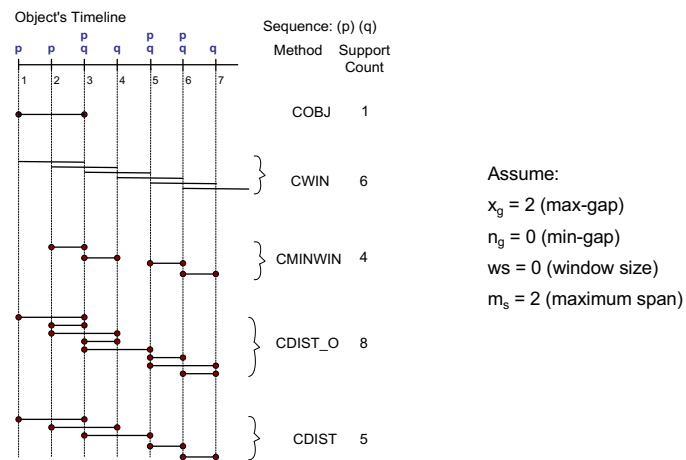 Object's Timeline
Sequence: (p) (q)
p p
p p p q q q q q q
Method Support Count
1 2 3 4 5 6 7
COBJ 1
CWIN 6
CMINWIN 4
CDIST_O 8
CDIST 5
Assume:
xg = 2 (max-gap)
ng = 0 (min-gap)
ws = 0 (window size)
ms = 2 (maximum span)